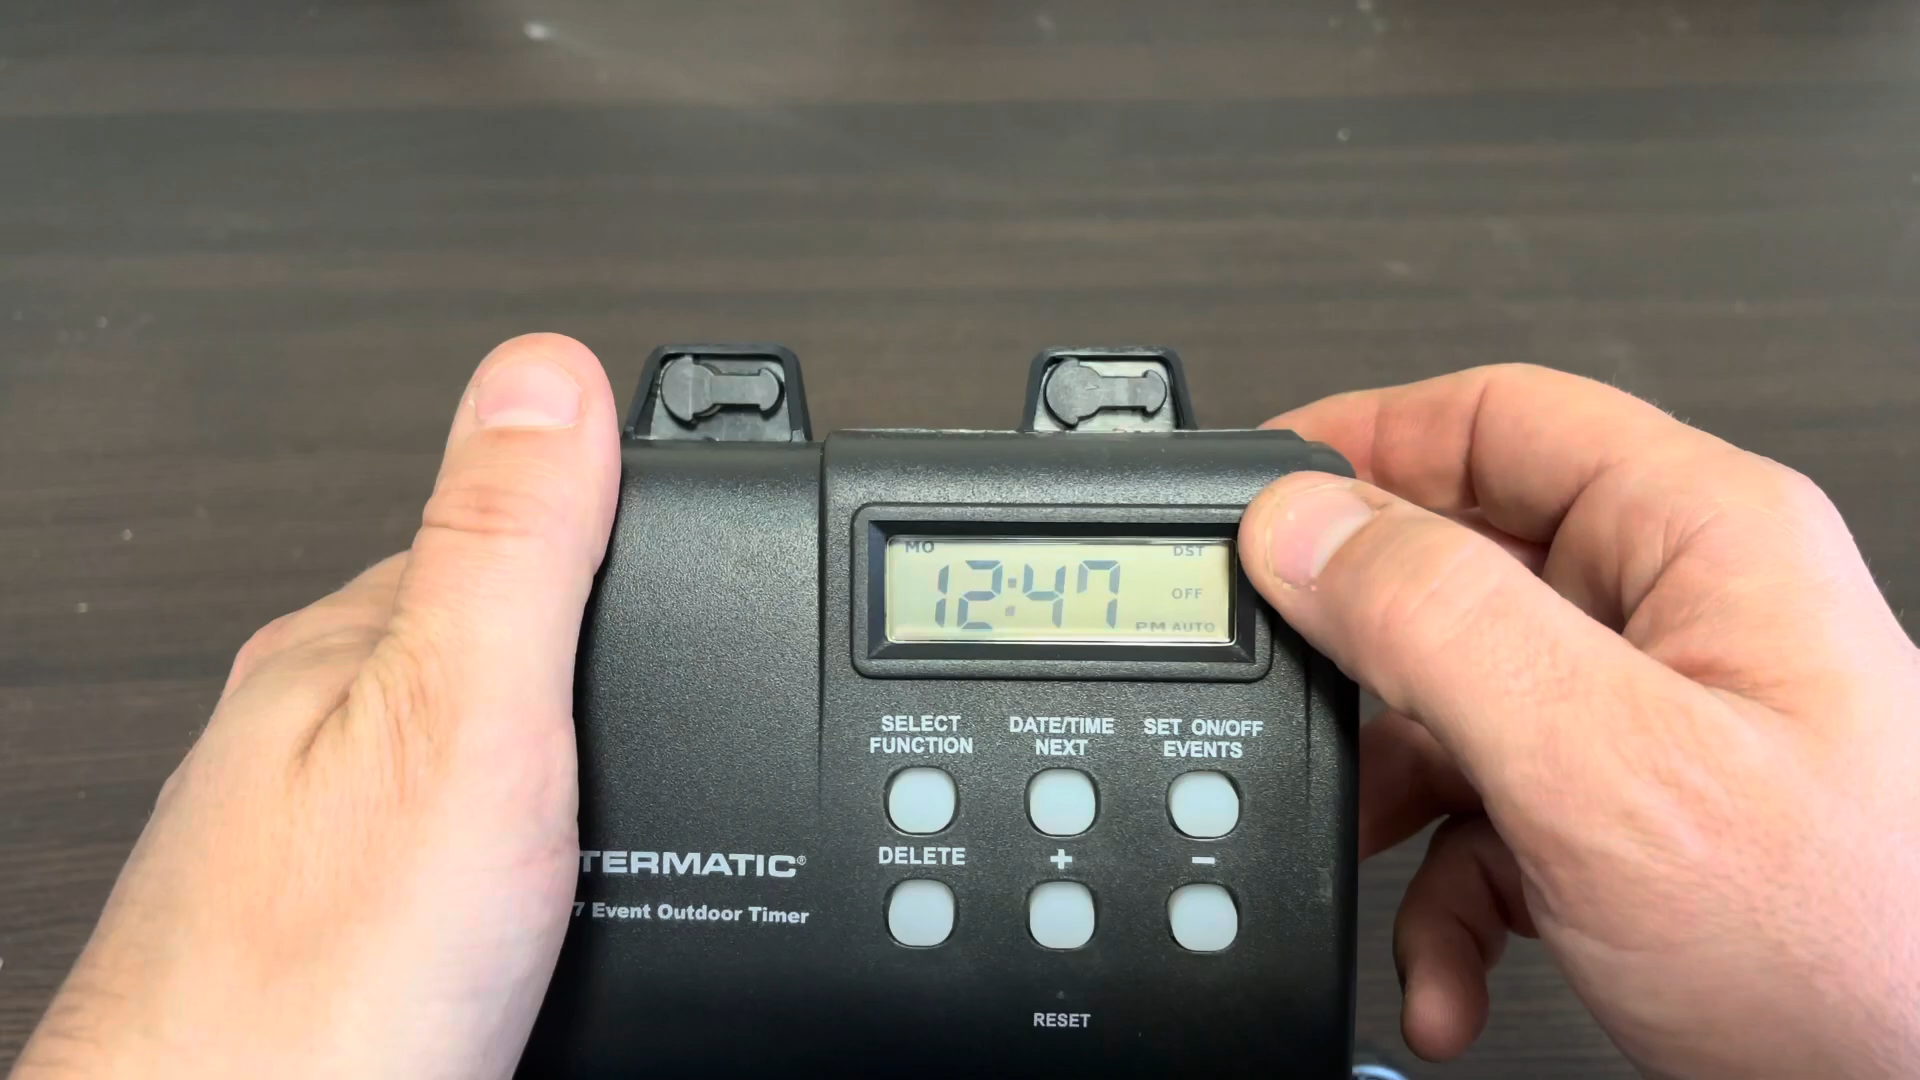 MO DST
12:47 OFF
PM AUTO
SELECT FUNCTION
DATE/TIME NEXT
SET ON/OFF EVENTS
DELETE + -
TERMATIC®
7 Event Outdoor Timer
RESET